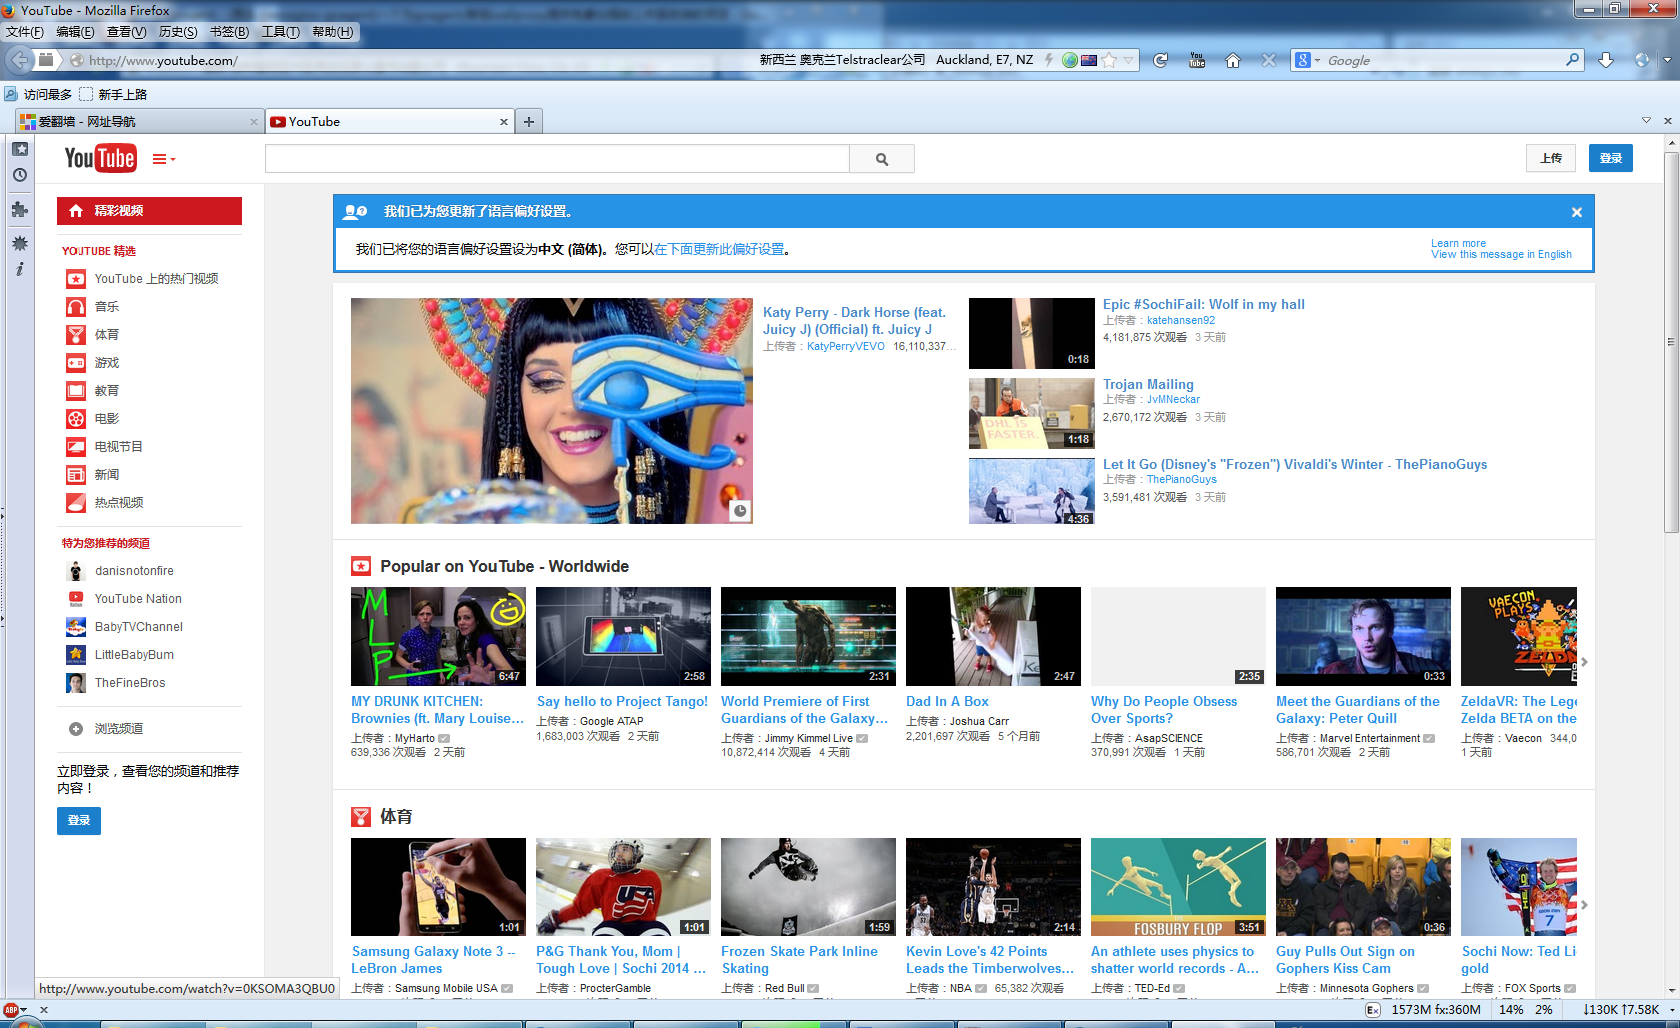 YouTube - Mozilla Firefox
文件(F) 编辑(E) 查看(V) 历史(S) 书签(B) 工具(T) 帮助(H)
http://www.youtube.com/
新西兰 奥克兰Telstraclear公司 Auckland, E7, NZ
You Tube
Google
访问最多 新手上路
爱翻墙 - 网址导航
YouTube
YouTube
上传
登录
精彩视频
YOUTUBE 精选
YouTube 上的热门视频
音乐
体育
游戏
教育
电影
电视节目
新闻
热点视频
特为您推荐的频道
danisnotonfire
YouTube Nation
BabyTVChannel
LittleBabyBum
TheFineBros
浏览频道
立即登录，查看您的频道和推荐
内容！
登录
我们已为您更新了语言偏好设置。
我们已将您的语言偏好设置设为中文 (简体)。您可以在下面更新此偏好设置。
Learn more
View this message in English
Katy Perry - Dark Horse (feat.
Juicy J) (Official) ft. Juicy J
上传者：KatyPerryVEVO 16,110,337...
0:18
Epic #SochiFail: Wolf in my hall
上传者：katehansen92
4,181,875 次观看 3 天前
DHL IS
FASTER.
1:18
Trojan Mailing
上传者：JvMNeckar
2,670,172 次观看 3 天前
4:36
Let It Go (Disney's "Frozen") Vivaldi's Winter - ThePianoGuys
上传者：ThePianoGuys
3,591,481 次观看 3 天前
Popular on YouTube - Worldwide
MLP
6:47
MY DRUNK KITCHEN:
Brownies (ft. Mary Louise...
上传者：MyHarto
639,336 次观看 2 天前
2:58
Say hello to Project Tango!
上传者：Google ATAP
1,683,003 次观看 2 天前
2:31
World Premiere of First
Guardians of the Galaxy...
上传者：Jimmy Kimmel Live
10,872,414 次观看 4 天前
2:47
Dad In A Box
上传者：Joshua Carr
2,201,697 次观看 5 个月前
2:35
Why Do People Obsess
Over Sports?
上传者：AsapSCIENCE
370,991 次观看 1 天前
0:33
Meet the Guardians of the
Galaxy: Peter Quill
上传者：Marvel Entertainment
586,701 次观看 2 天前
VAECON
PLAYS
ZELD
ZeldaVR: The Lege
Zelda BETA on the
上传者：Vaecon 344,0
1 天前
体育
1:01
Samsung Galaxy Note 3 --
LeBron James
上传者：Samsung Mobile USA
USA
1:01
P&G Thank You, Mom |
Tough Love | Sochi 2014 ...
上传者：ProcterGamble
1:59
Frozen Skate Park Inline
Skating
上传者：Red Bull
2:14
Kevin Love's 42 Points
Leads the Timberwolves...
上传者：NBA 65,382 次观看
FOSBURY FLOP
3:51
An athlete uses physics to
shatter world records - A...
上传者：TED-Ed
0:36
Guy Pulls Out Sign on
Gophers Kiss Cam
上传者：Minnesota Gophers
7
Sochi Now: Ted Li
gold
上传者：FOX Sports
http://www.youtube.com/watch?v=0KSOMA3QBU0
ABP
Ex 1573M fx:360M 14% 2% ↓130K ↑7.58K